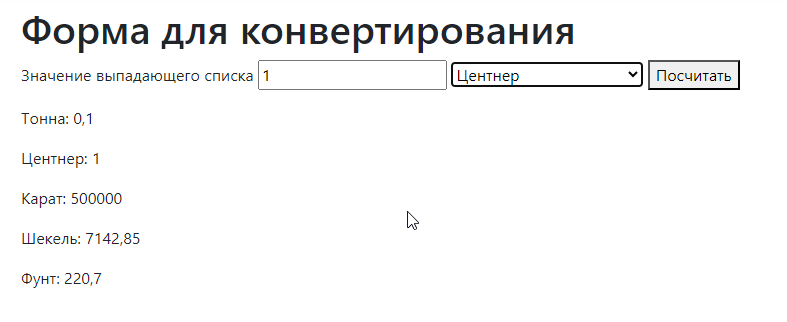 Форма для конвертирования
Значение выпадающего списка 1 Центнер Посчитать
Тонна: 0,1
Центнер: 1
Карат: 500000
Шекель: 7142,85
Фунт: 220,7